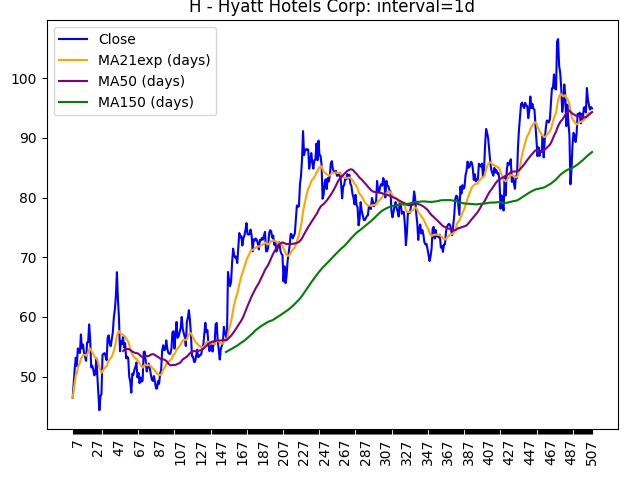 H - Hyatt Hotels Corp: interval=1d
Close
MA21exp (days)
MA50 (days)
MA150 (days)
100
90
80
70
60
50
7 27 47 67 87 107 127 147 167 187 207 227 247 267 287 307 327 347 367 387 407 427 447 467 487 507